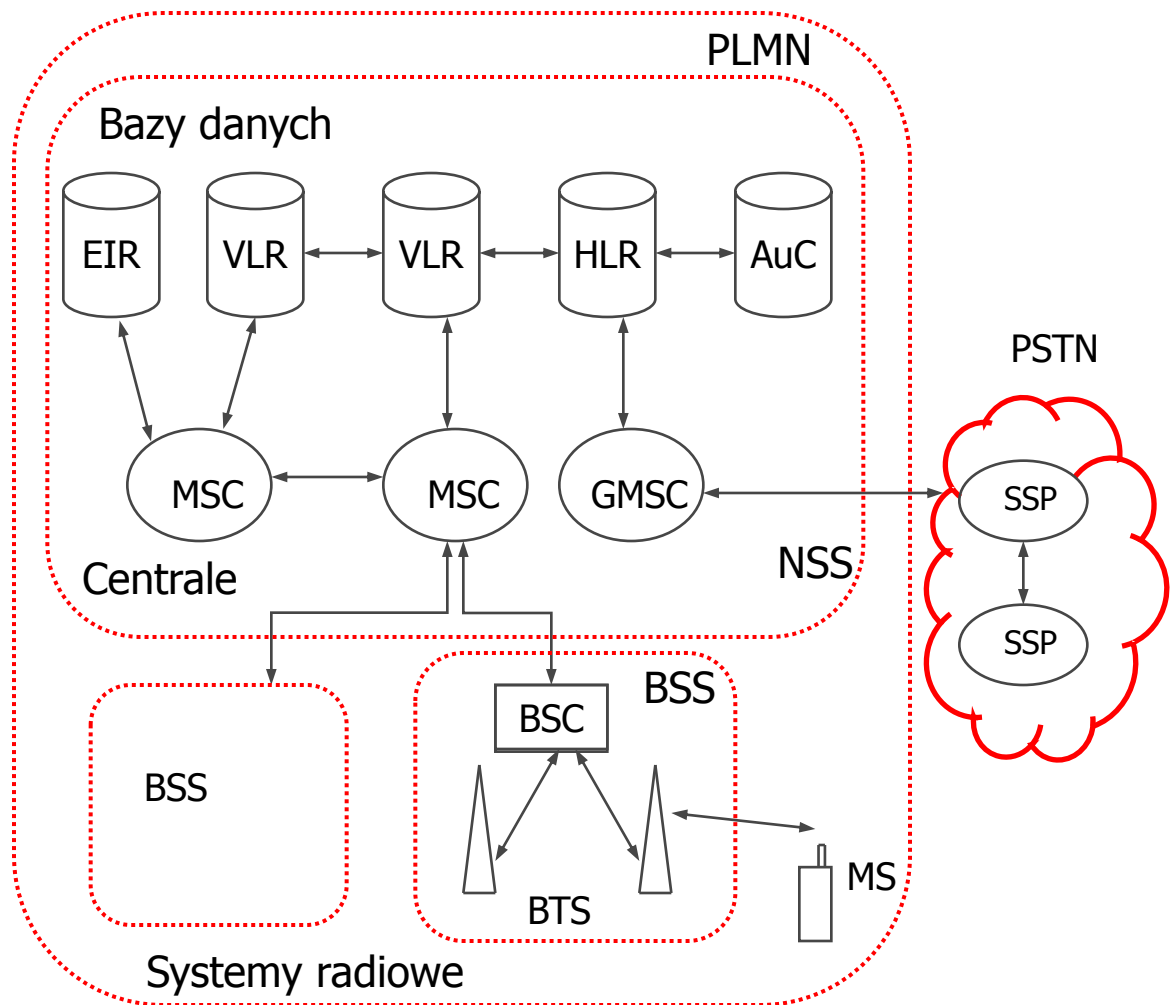 PLMN
Bazy danych
EIR
VLR
VLR
HLR
AuC
PSTN
MSC
MSC
GMSC
SSP
Centrale
NSS
SSP
BSS
BSC
BSS
BTS
MS
Systemy radiowe